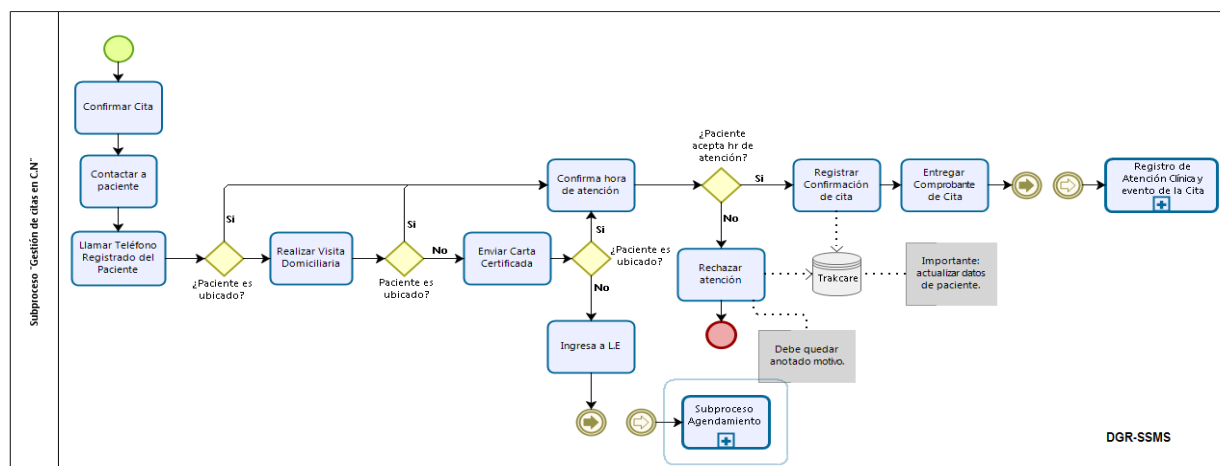 Subproceso ¨Gestión de citas en C.N¨
Confirmar Cita
Contactar a
paciente
Llamar Teléfono
Registrado del
Paciente
¿Paciente es
ubicado?
Si
Realizar Visita
Domiciliaria
Paciente es
ubicado?
Si
No
Enviar Carta
Certificada
¿Paciente es
ubicado?
Si
No
Confirma hora
de atención
Ingresa a L.E
Subproceso
Agendamiento
¿Paciente
acepta hr de
atención?
Si
No
Rechazar
atención
Debe quedar
anotado motivo.
Registrar
Confirmación
de cita
Trakcare
Importante:
actualizar datos
de paciente.
Entregar
Comprobante
de Cita
Registro de
Atención Clínica y
evento de la Cita
DGR-SSMS